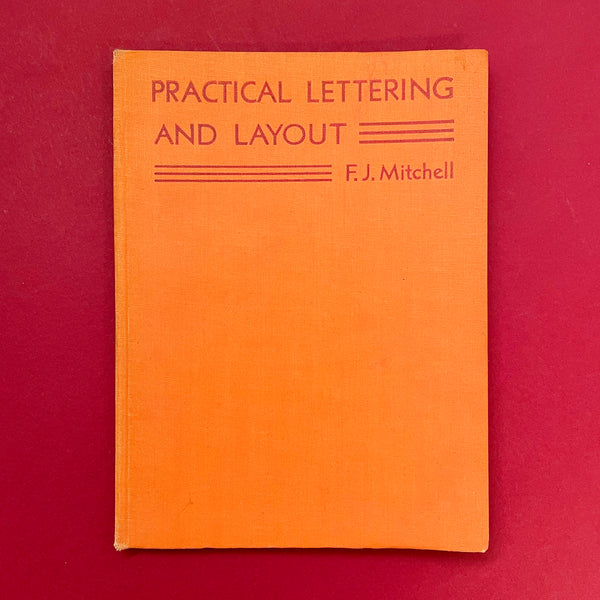 PRACTICAL LETTERING
AND LAYOUT
F. J. Mitchell